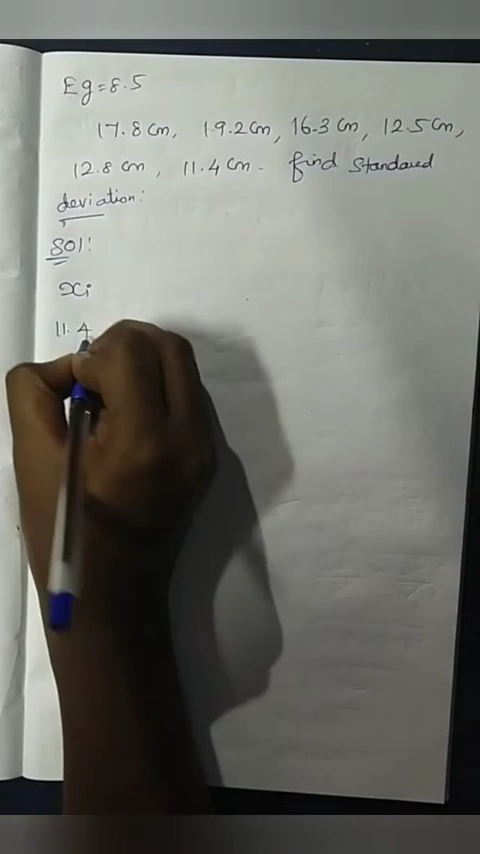 Eg=8.5
17.8 cm, 19.2 cm, 16.3 cm, 12.5 cm,
12.8 cm, 11.4 cm. find Standared
deviation:
Sol:
xi
11.4